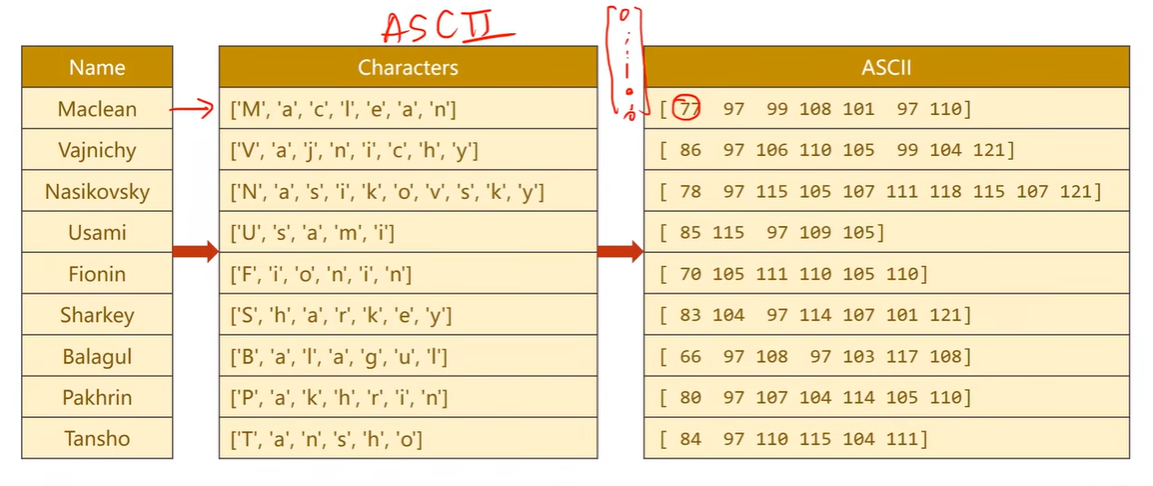 ASCII
Name Characters ASCII
Maclean ['M', 'a', 'c', 'l', 'e', 'a', 'n'] [ 77 97 99 108 101 97 110]
Vajnichy ['V', 'a', 'j', 'n', 'i', 'c', 'h', 'y'] [ 86 97 106 110 105 99 104 121]
Nasikovsky ['N', 'a', 's', 'i', 'k', 'o', 'v', 's', 'k', 'y'] [ 78 97 115 105 107 111 118 115 107 121]
Usami ['U', 's', 'a', 'm', 'i'] [ 85 115 97 109 105]
Fionin ['F', 'i', 'o', 'n', 'i', 'n'] [ 70 105 111 110 105 110]
Sharkey ['S', 'h', 'a', 'r', 'k', 'e', 'y'] [ 83 104 97 114 107 101 121]
Balagul ['B', 'a', 'l', 'a', 'g', 'u', 'l'] [ 66 97 108 97 103 117 108]
Pakhrin ['P', 'a', 'k', 'h', 'r', 'i', 'n'] [ 80 97 107 104 114 105 110]
Tansho ['T', 'a', 'n', 's', 'h', 'o'] [ 84 97 110 115 104 111]